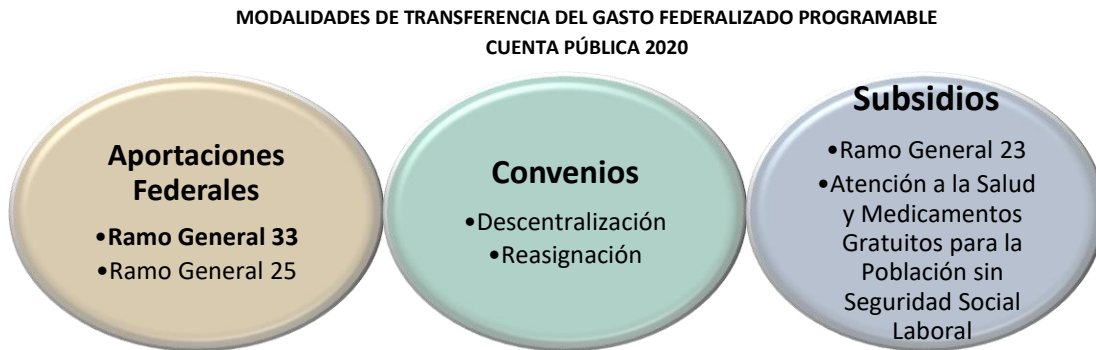 MODALIDADES DE TRANSFERENCIA DEL GASTO FEDERALIZADO PROGRAMABLE
CUENTA PÚBLICA 2020
Aportaciones
Federales
•Ramo General 33
•Ramo General 25
Convenios
•Descentralización
•Reasignación
Subsidios
•Ramo General 23
•Atención a la Salud
y Medicamentos
Gratuitos para la
Población sin
Seguridad Social
Laboral